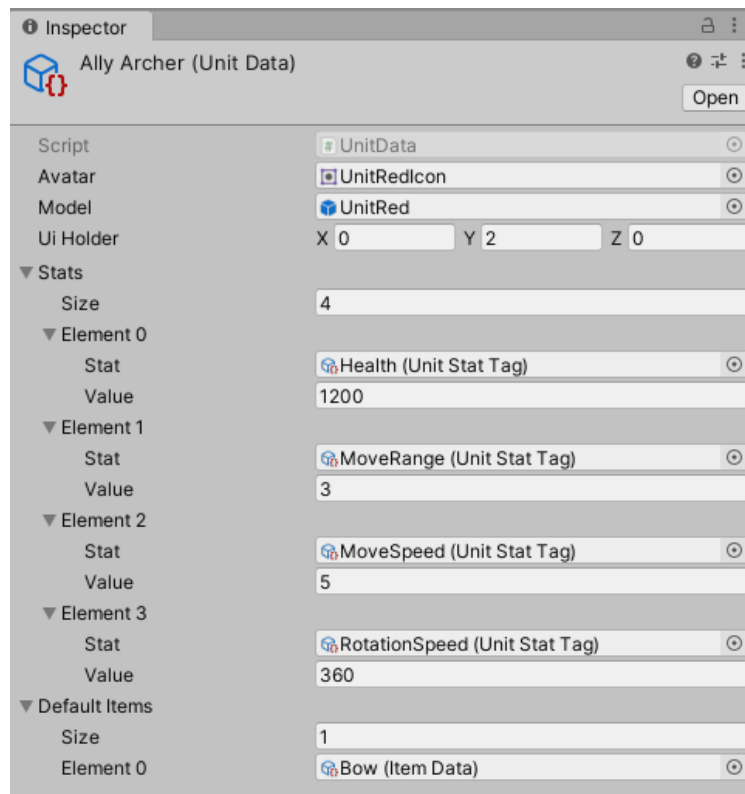 Inspector
Ally Archer (Unit Data)
Open
Script UnitData
Avatar UnitRedIcon
Model UnitRed
Ui Holder X 0 Y 2 Z 0
Stats
Size 4
Element 0
Stat Health (Unit Stat Tag)
Value 1200
Element 1
Stat MoveRange (Unit Stat Tag)
Value 3
Element 2
Stat MoveSpeed (Unit Stat Tag)
Value 5
Element 3
Stat RotationSpeed (Unit Stat Tag)
Value 360
Default Items
Size 1
Element 0 Bow (Item Data)